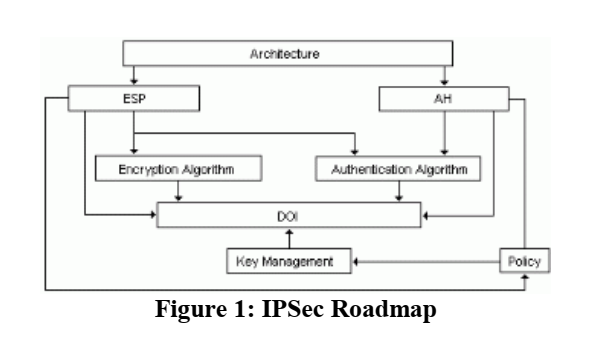 Architecture
ESP
AH
Encryption Algorithm
Authentication Algorithm
DOI
Key Management
Policy
Figure 1: IPSec Roadmap